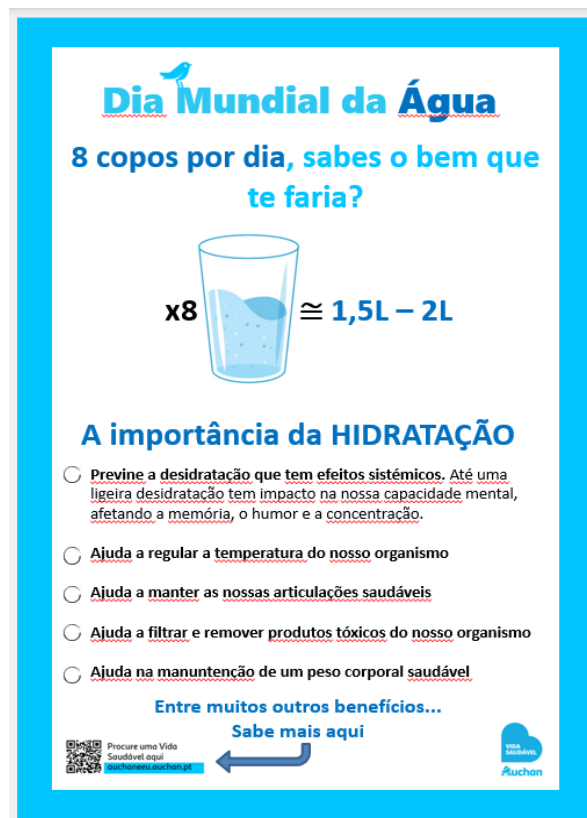 Dia Mundial da Água
8 copos por dia, sabes o bem que
te faria?
x8 ≅ 1,5L – 2L
A importância da HIDRATAÇÃO
Previne a desidratação que tem efeitos sistémicos. Até uma
ligeira desidratação tem impacto na nossa capacidade mental,
afetando a memória, o humor e a concentração.
Ajuda a regular a temperatura do nosso organismo
Ajuda a manter as nossas articulações saudáveis
Ajuda a filtrar e remover produtos tóxicos do nosso organismo
Ajuda na manuntenção de um peso corporal saudável
Entre muitos outros benefícios...
Sabe mais aqui
Procure uma Vida
Saudável aqui
auchaneeu.auchan.pt
VIDA
SAUDÁVEL
Auchan